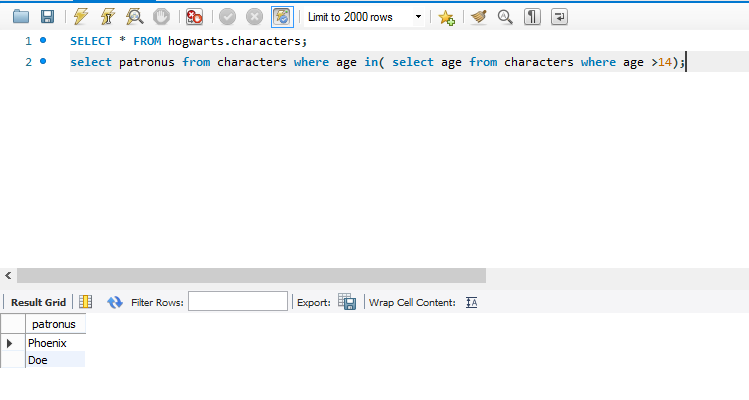 Limit to 2000 rows
1 SELECT * FROM hogwarts.characters;
2 select patronus from characters where age in( select age from characters where age >14);
Result Grid Filter Rows: Export: Wrap Cell Content: IA
patronus
Phoenix
Doe